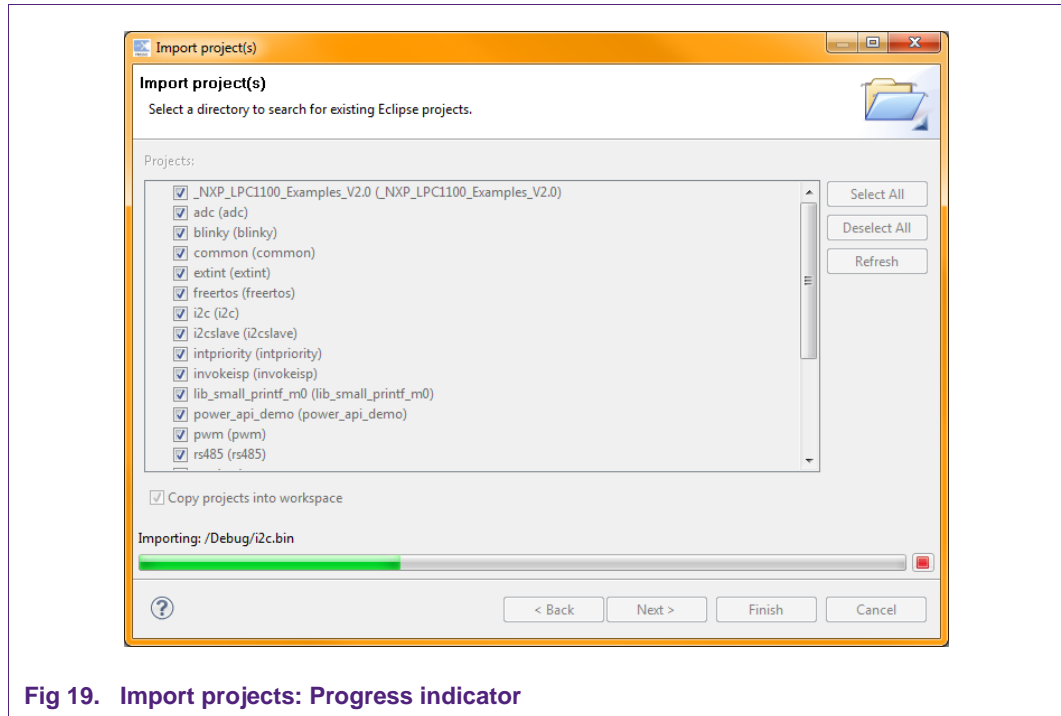 Import project(s)
Import project(s)
Select a directory to search for existing Eclipse projects.
Projects:
_NXP_LPC1100_Examples_V2.0 (_NXP_LPC1100_Examples_V2.0)
Select All
adc (adc)
blinky (blinky)
Deselect All
common (common)
Refresh
extint (extint)
freertos (freertos)
i2c (i2c)
i2cslave (i2cslave)
intpriority (intpriority)
invokeisp (invokeisp)
lib_small_printf_m0 (lib_small_printf_m0)
power_api_demo (power_api_demo)
pwm (pwm)
rs485 (rs485)
Copy projects into workspace
Importing: /Debug/i2c.bin
< Back Next > Finish Cancel
Fig 19. Import projects: Progress indicator